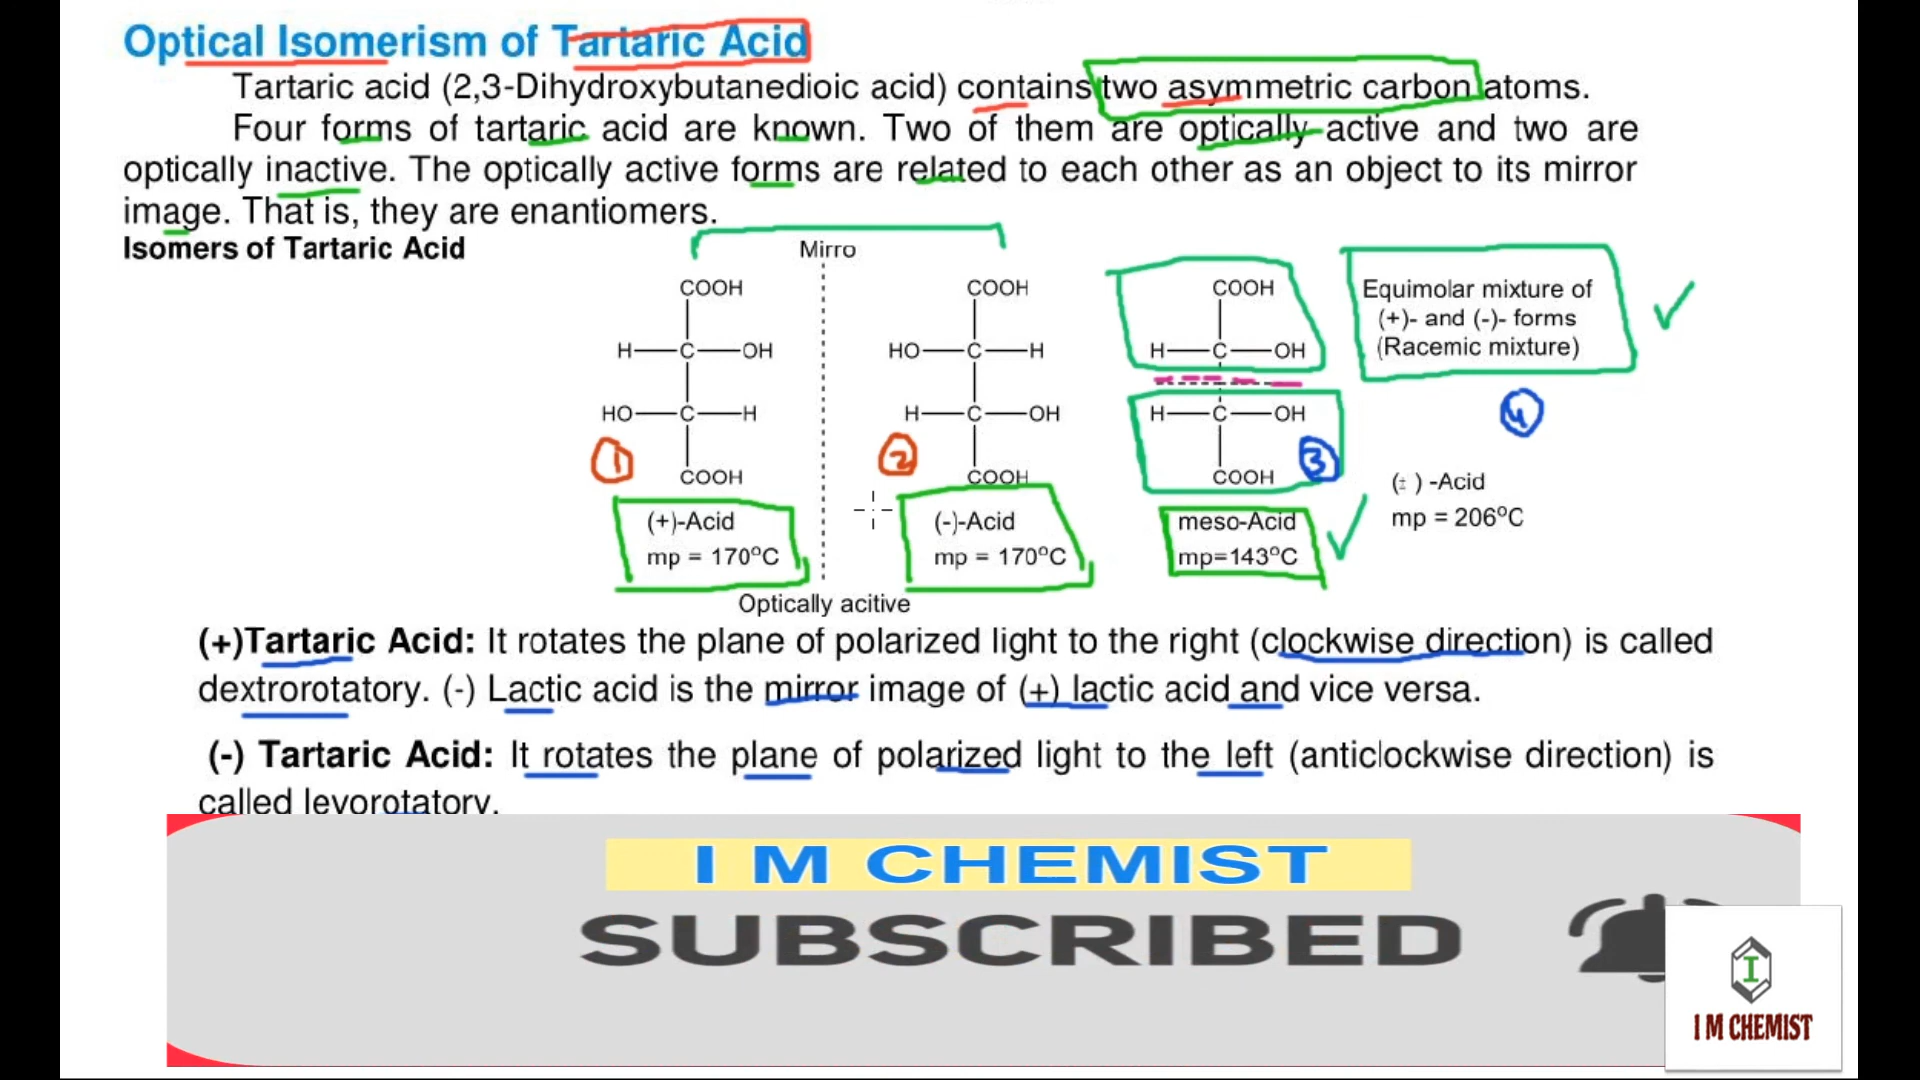 Optical Isomerism of Tartaric Acid
Tartaric acid (2,3-Dihydroxybutanedioic acid) contains two asymmetric carbon atoms.
Four forms of tartaric acid are known. Two of them are optically active and two are
optically inactive. The optically active forms are related to each other as an object to its mirror
image. That is, they are enantiomers.
Isomers of Tartaric Acid
Mirro
COOH COOH COOH
H—C—OH HO—C—H H—C—OH
HO—C—H H—C—OH H—C—OH
COOH COOH COOH
1 2 3
(+)-Acid (-)-Acid meso-Acid
mp = 170°C mp = 170°C mp=143°C
Equimolar mixture of
(+)- and (-)- forms
(Racemic mixture)
4
(±) -Acid
mp = 206°C
Optically acitive
(+)Tartaric Acid: It rotates the plane of polarized light to the right (clockwise direction) is called
dextrorotatory. (-) Lactic acid is the mirror image of (+) lactic acid and vice versa.
(-) Tartaric Acid: It rotates the plane of polarized light to the left (anticlockwise direction) is
called levorotatory.
I M CHEMIST
SUBSCRIBED
I
I M CHEMIST